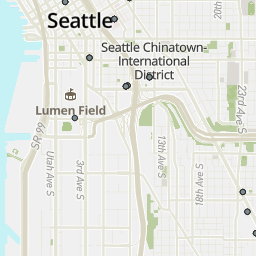 Seattle
20th A
Seattle Chinatown-
International
District
Lumen Field
23rd Ave S
SR 99
Utah Ave S
3rd Ave S
13th Ave S
18th Ave S